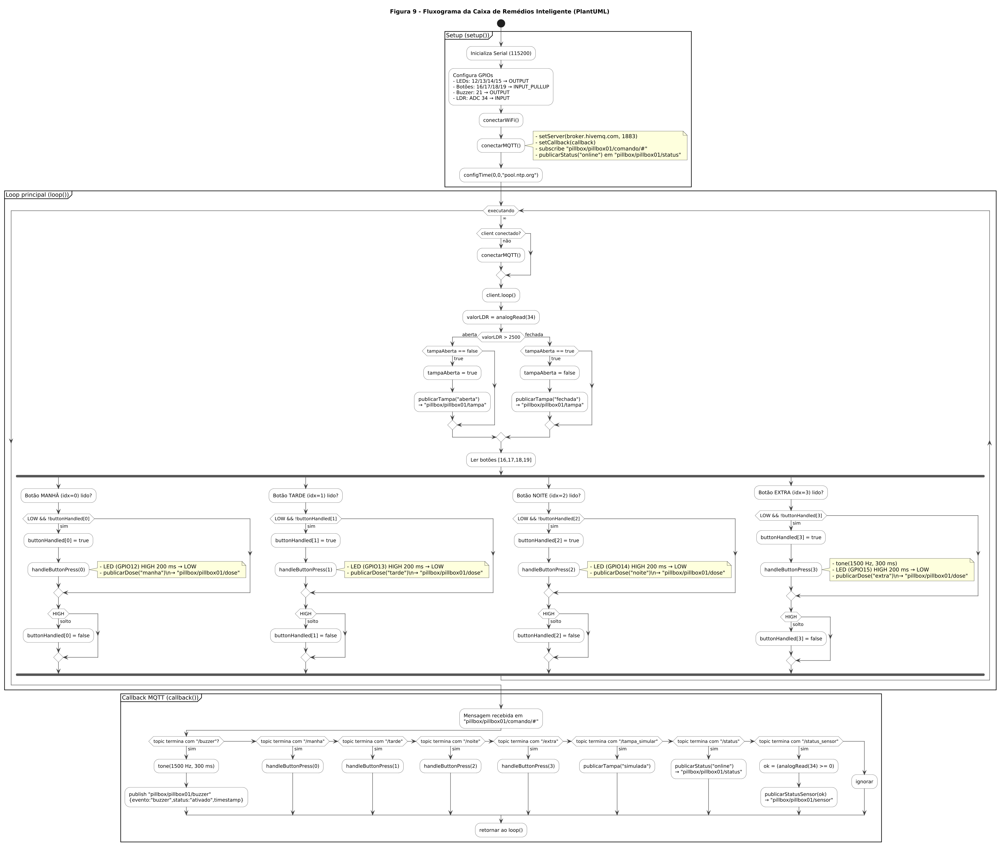 Figura 9 - Fluxograma da Caixa de Remédios Inteligente (PlantUML)
Setup (setup())
Inicializa Serial (115200)
Configura GPIOs
- LEDs: 12/13/14/15 → OUTPUT
- Botões: 16/17/18/19 → INPUT_PULLUP
- Buzzer: 21 → OUTPUT
- LDR: ADC 34 → INPUT
conectarWiFi()
conectarMQTT()
- setServer(broker.hivemq.com, 1883)
- setCallback(callback)
- subscribe "pillbox/pillbox01/comando/#"
- publicarStatus("online") em "pillbox/pillbox01/status"
configTime(0,0,"pool.ntp.org")
Loop principal (loop())
executando
∞
client conectado?
não
conectarMQTT()
client.loop()
valorLDR = analogRead(34)
aberta
valorLDR > 2500
fechada
tampaAberta == false
true
tampaAberta = true
publicarTampa("aberta")
→ "pillbox/pillbox01/tampa"
tampaAberta == true
true
tampaAberta = false
publicarTampa("fechada")
→ "pillbox/pillbox01/tampa"
Ler botões [16,17,18,19]
Botão MANHÃ (idx=0) lido?
LOW && !buttonHandled[0]
sim
buttonHandled[0] = true
handleButtonPress(0)
- LED (GPIO12) HIGH 200 ms → LOW
- publicarDose("manha")\n→ "pillbox/pillbox01/dose"
HIGH
solto
buttonHandled[0] = false
Botão TARDE (idx=1) lido?
LOW && !buttonHandled[1]
sim
buttonHandled[1] = true
handleButtonPress(1)
- LED (GPIO13) HIGH 200 ms → LOW
- publicarDose("tarde")\n→ "pillbox/pillbox01/dose"
HIGH
solto
buttonHandled[1] = false
Botão NOITE (idx=2) lido?
LOW && !buttonHandled[2]
sim
buttonHandled[2] = true
handleButtonPress(2)
- LED (GPIO14) HIGH 200 ms → LOW
- publicarDose("noite")\n→ "pillbox/pillbox01/dose"
HIGH
solto
buttonHandled[2] = false
Botão EXTRA (idx=3) lido?
LOW && !buttonHandled[3]
sim
buttonHandled[3] = true
handleButtonPress(3)
- tone(1500 Hz, 300 ms)
- LED (GPIO15) HIGH 200 ms → LOW
- publicarDose("extra")\n→ "pillbox/pillbox01/dose"
HIGH
solto
buttonHandled[3] = false
Callback MQTT (callback())
Mensagem recebida em
"pillbox/pillbox01/comando/#"
topic termina com "/buzzer"?
sim
tone(1500 Hz, 300 ms)
publish "pillbox/pillbox01/buzzer"
{evento:"buzzer",status:"ativado",timestamp}
topic termina com "/manha"
sim
handleButtonPress(0)
topic termina com "/tarde"
sim
handleButtonPress(1)
topic termina com "/noite"
sim
handleButtonPress(2)
topic termina com "/extra"
sim
handleButtonPress(3)
topic termina com "/tampa_simular"
sim
publicarTampa("simulada")
topic termina com "/status"
sim
publicarStatus("online")
→ "pillbox/pillbox01/status"
topic termina com "/status_sensor"
sim
ok = (analogRead(34) >= 0)
publicarStatusSensor(ok)
→ "pillbox/pillbox01/sensor"
ignorar
retornar ao loop()